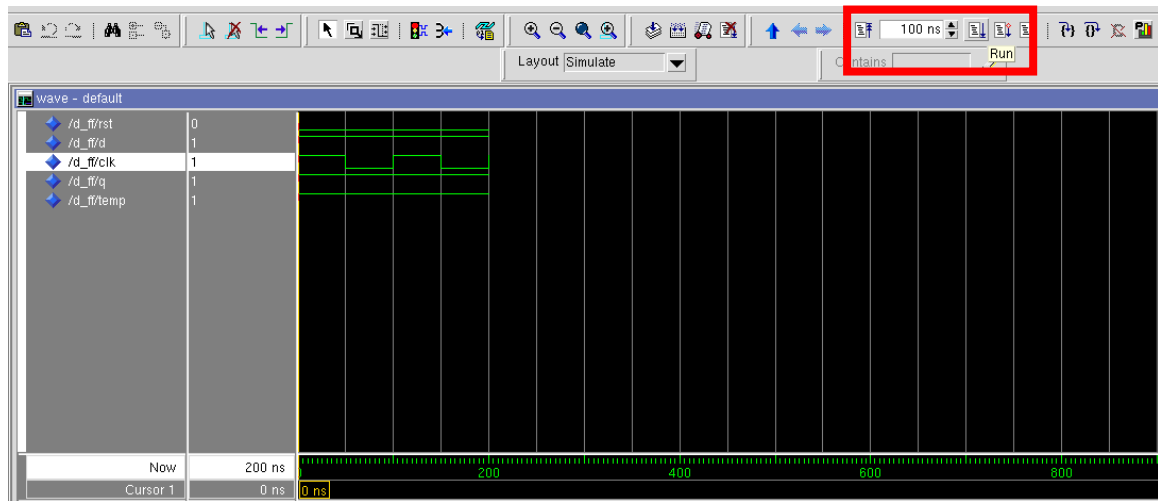 100 ns
Layout Simulate
Contains
Run
wave - default
/d_ff/rst 0
/d_ff/d 1
/d_ff/clk 1
/d_ff/q 1
/d_ff/temp 1
Now 200 ns 200 400 600 800
Cursor 1 0 ns 0 ns